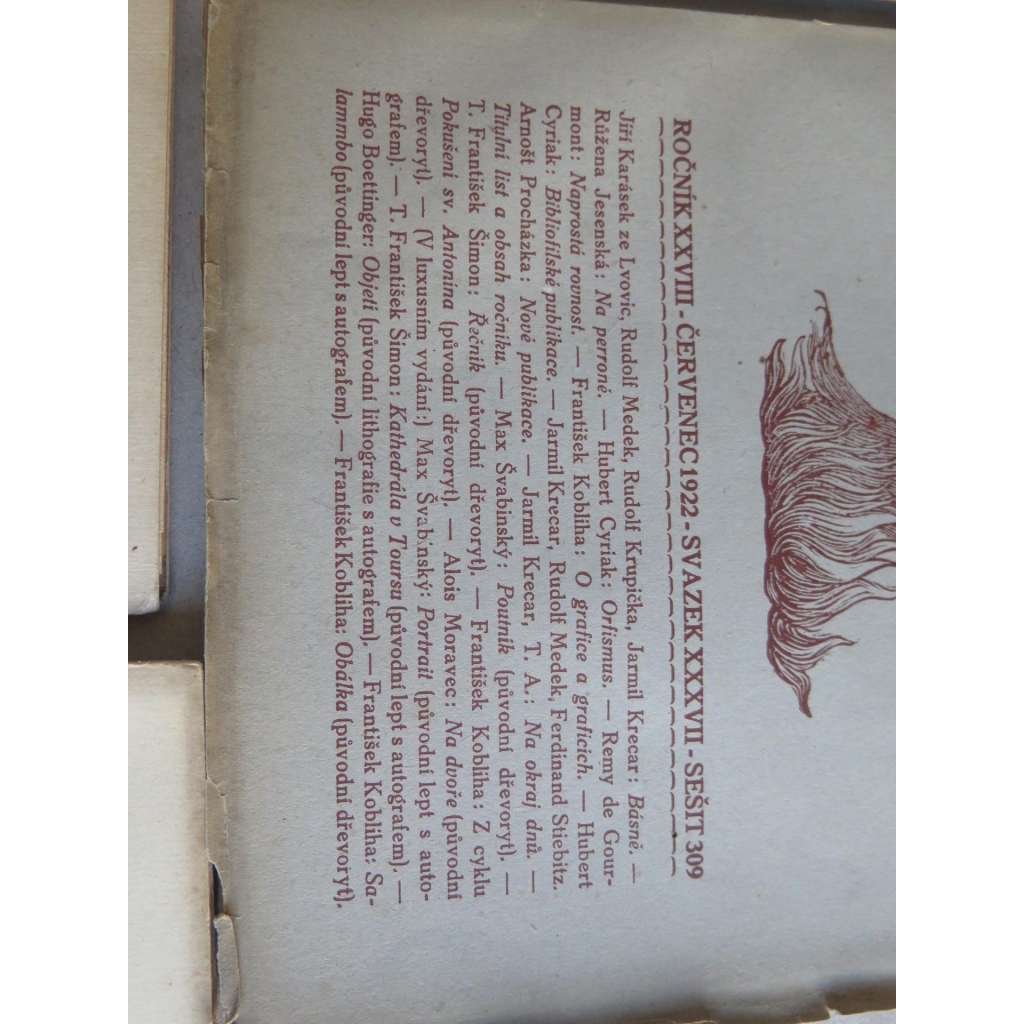 ROČNÍK XXVIII - ČERVENEC 1922 - SVAZEK XXXVII - SEŠIT 309
Jiří Karásek ze Lvovic, Rudolf Medek, Rudolf Krupička, Jarmil Krecar: Básně. —
Růžena Jesenská: Na perroně. — Hubert Cyriak: Orfismus. — Remy de Gour-
mont: Naprostá rovnost. — František Kobliha: O grafice a graficích. — Hubert
Cyriak: Bibliofilské publikace. — Jarmil Krecar, Rudolf Medek, Ferdinand Stiebitz.
Arnošt Procházka: Nové publikace. — Jarmil Krecar, T. A.: Na okraj dnů. —
Titulní list a obsah ročníku. — Max Švabinský: Poutník (původní dřevoryt). —
T. František Šimon: Řečník (původní dřevoryt). — František Kobliha: Z cyklu
Pokušení sv. Antonína (původní dřevoryt). — Alois Moravec: Na dvoře (původní
dřevoryt). — (V luxusním vydání:) Max Švabinský: Portrait (původní lept s auto-
grafem). — T. František Šimon: Kathedrála v Toursu (původní lept s autografem). —
Hugo Boettinger: Objetí (původní lithografie s autografem). — František Kobliha: Sa-
lammbo (původní lept s autografem). — František Kobliha: Obálka (původní dřevoryt).